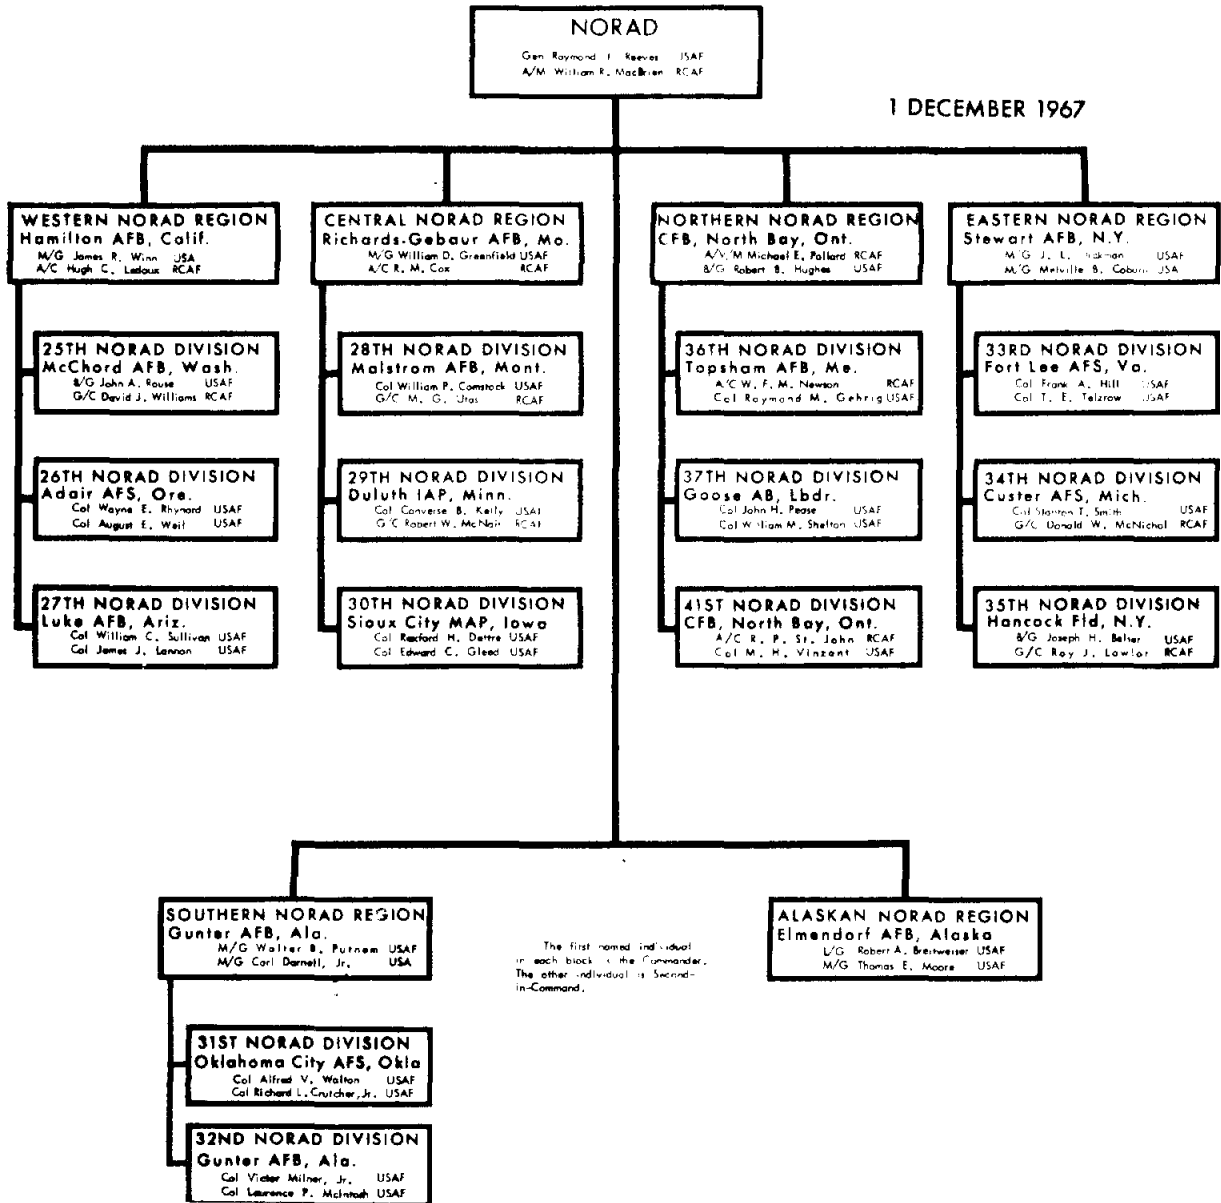 NORAD
Gen Raymond J. Reeves USAF
A/M William R. MacBrien RCAF
1 DECEMBER 1967
WESTERN NORAD REGION
Hamilton AFB, Calif.
M/G James R. Winn USA
A/C Hugh C. Ledoux RCAF
25TH NORAD DIVISION
McChord AFB, Wash.
B/G John A. Rouse USAF
G/C David J. Williams RCAF
26TH NORAD DIVISION
Adair AFS, Ore.
Col Wayne E. Rhynard USAF
Col August E. Weil USAF
27TH NORAD DIVISION
Luke AFB, Ariz.
Col William C. Sullivan USAF
Col James J. Lannon USAF
CENTRAL NORAD REGION
Richards-Gebaur AFB, Mo.
M/G William D. Greenfield USAF
A/C R. M. Cox RCAF
28TH NORAD DIVISION
Malstrom AFB, Mont.
Col William P. Comstock USAF
G/C M. G. RCAF
29TH NORAD DIVISION
Duluth IAP, Minn.
Col Converse B. Kelly USAF
G/C Robert W. McNair RCAF
30TH NORAD DIVISION
Sioux City MAP, Iowa
Col Rexford H. Dettre USAF
Col Edward C. Gleed USAF
NORTHERN NORAD REGION
CFB, North Bay, Ont.
A/V/M Michael E. Pollard RCAF
B/G Robert B. Hughes USAF
36TH NORAD DIVISION
Topsham AFB, Me.
A/C W. F. M. Newson RCAF
Col Raymond M. Gehrig USAF
37TH NORAD DIVISION
Goose AB, Lbdr.
Col John H. Pease USAF
Col William M. Shelton USAF
41ST NORAD DIVISION
CFB, North Bay, Ont.
A/C R. P. St. John RCAF
Col M. H. Vinzant USAF
EASTERN NORAD REGION
Stewart AFB, N.Y.
M/G J. L. USAF
M/G Melville B. Coburn USA
33RD NORAD DIVISION
Fort Lee AFS, Va.
Col Frank A. Hill USAF
Col T. E. Telzrow USAF
34TH NORAD DIVISION
Custer AFS, Mich.
Col Stanton T. Smith USAF
G/C Donald W. McNichol RCAF
35TH NORAD DIVISION
Hancock Fld, N.Y.
B/G Joseph H. Belser USAF
G/C Roy J. Lawlor RCAF
SOUTHERN NORAD REGION
Gunter AFB, Ala.
M/G Walter B. Putnam USAF
M/G Carl Darnell, Jr. USA
31ST NORAD DIVISION
Oklahoma City AFS, Okla
Col Alfred V. Walton USAF
Col Richard L. Crutcher, Jr. USAF
32ND NORAD DIVISION
Gunter AFB, Ala.
Col Victor Milner, Jr. USAF
Col Laurence P. McIntosh USAF
The first named individual
in each block is the Commander.
The other individual is Second-
in-Command.
ALASKAN NORAD REGION
Elmendorf AFB, Alaska
L/G Robert A. Breitweiser USAF
M/G Thomas E. Moore USAF